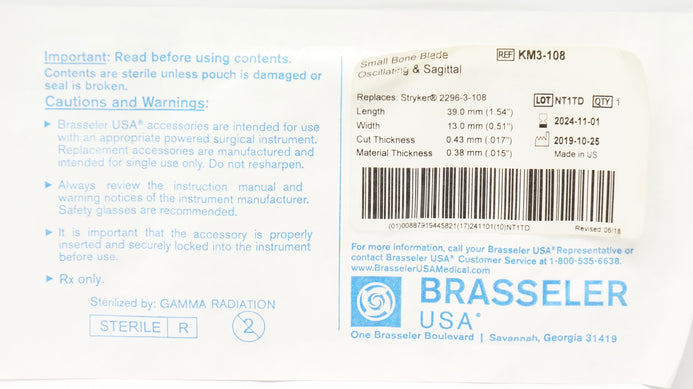 Important: Read before using contents.
Contents are sterile unless pouch is damaged or
seal is broken.
Cautions and Warnings:
▶ Brasseler USA® accessories are intended for use
with an appropriate powered surgical instrument.
Replacement accessories are manufactured and
intended for single use only. Do not resharpen.
▶ Always review the instruction manual and
warning notices of the instrument manufacturer.
Safety glasses are recommended.
▶ It is important that the accessory is properly
inserted and securely locked into the instrument
before use.
▶ Rx only.
Sterilized by: GAMMA RADIATION
STERILE R 2
Small Bone Blade
Oscillating & Sagittal
REF KM3-108
Replaces: Stryker® 2296-3-108
Length 39.0 mm (1.54")
Width 13.0 mm (0.51")
Cut Thickness 0.43 mm (.017")
Material Thickness 0.38 mm (.015")
LOT NT1TD QTY 1
2024-11-01
2019-10-25
Made in US
(01)00887919445821(17)241101(10)NT1TD
Revised 06/18
For more information, call your Brasseler USA® Representative or
contact Brasseler USA® Customer Service at 1-800-535-6638.
www.BrasselerUSAMedical.com
BRASSELER
USA®
One Brasseler Boulevard | Savannah, Georgia 31419